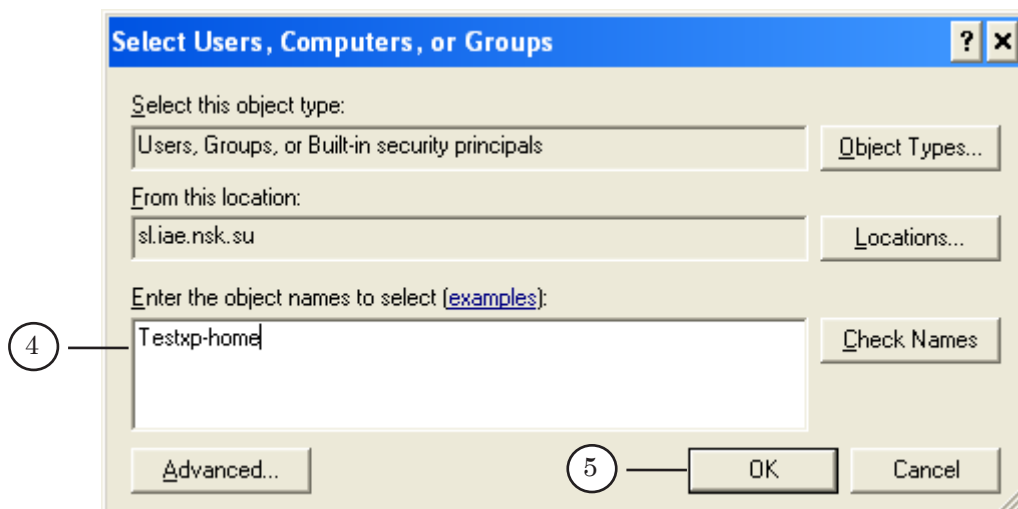 Select Users, Computers, or Groups
Select this object type:
Users, Groups, or Built-in security principals
Object Types...
From this location:
sl.iae.nsk.su
Locations...
Enter the object names to select (examples):
4
Testxp-home
Check Names
Advanced...
5
OK
Cancel